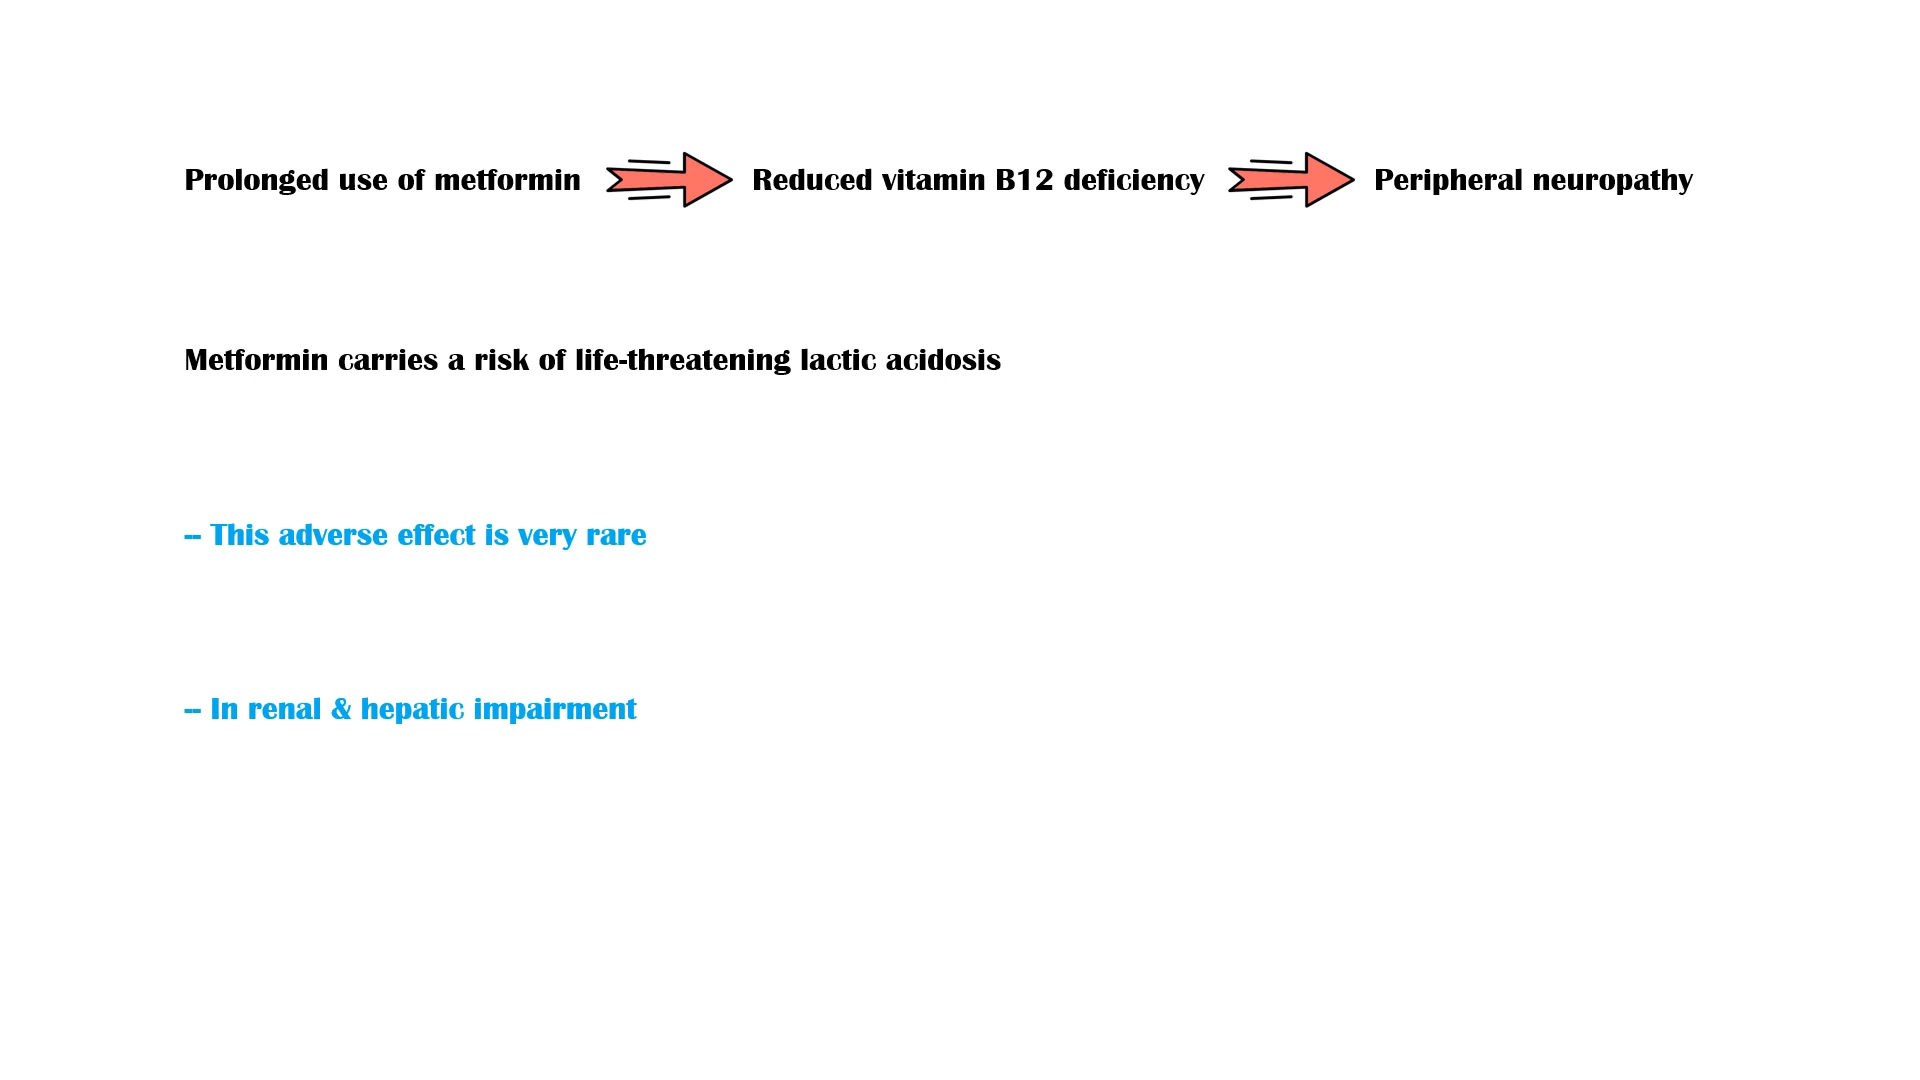 Prolonged use of metformin Reduced vitamin B12 deficiency Peripheral neuropathy
Metformin carries a risk of life-threatening lactic acidosis
-- This adverse effect is very rare
-- In renal & hepatic impairment